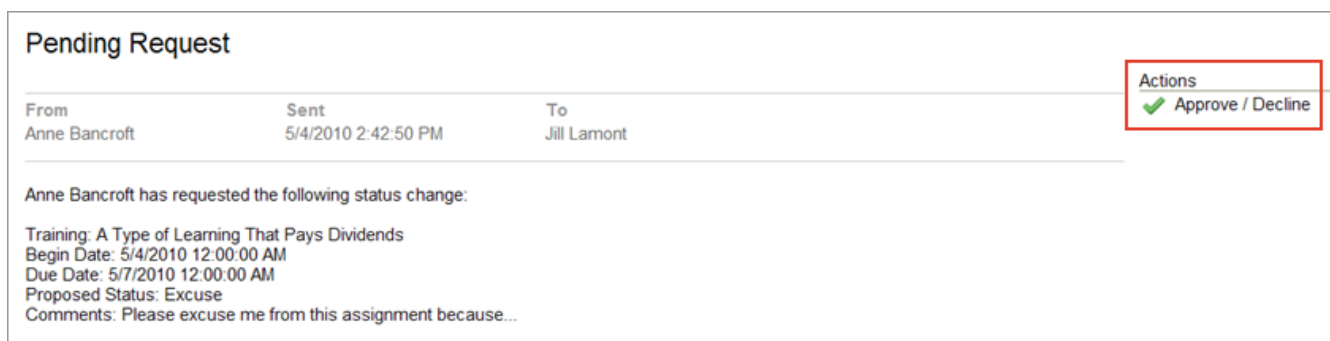 Pending Request
Actions
Approve / Decline
From Sent To
Anne Bancroft 5/4/2010 2:42:50 PM Jill Lamont
Anne Bancroft has requested the following status change:
Training: A Type of Learning That Pays Dividends
Begin Date: 5/4/2010 12:00:00 AM
Due Date: 5/7/2010 12:00:00 AM
Proposed Status: Excuse
Comments: Please excuse me from this assignment because...